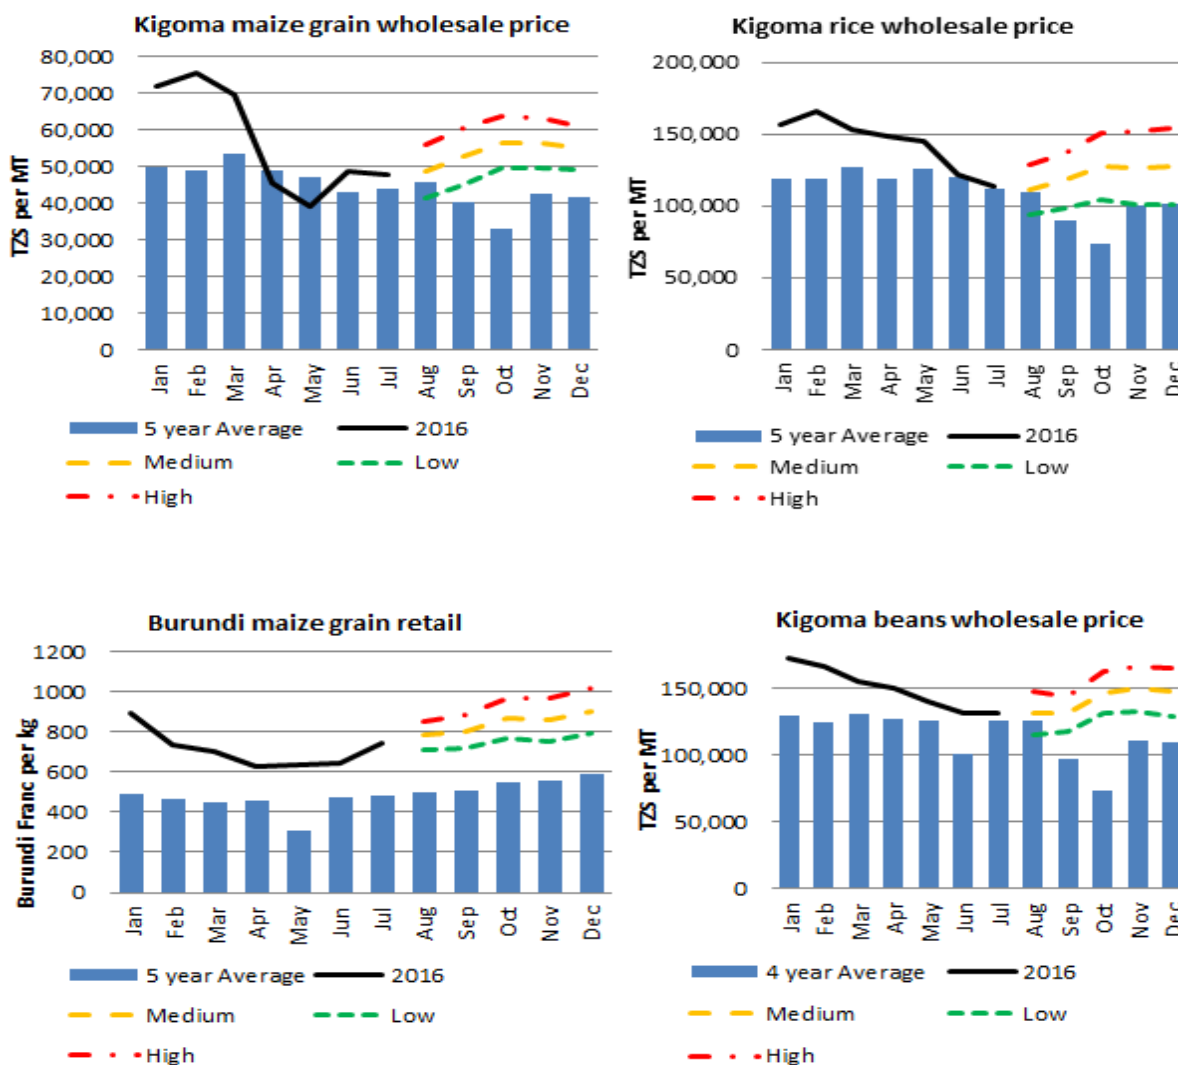 Kigoma maize grain wholesale price
80,000
70,000
60,000
50,000
40,000
30,000
20,000
10,000
0
TZS per MT
Jan Feb Mar Apr May Jun Jul Aug Sep Oct Nov Dec
5 year Average 2016
Medium Low
High
Kigoma rice wholesale price
200,000
150,000
100,000
50,000
0
TZS per MT
Jan Feb Mar Apr May Jun Jul Aug Sep Oct Nov Dec
5 year Average 2016
Medium Low
High
Burundi maize grain retail
1200
1000
800
600
400
200
0
Burundi Franc per kg
Jan Feb Mar Apr May Jun Jul Aug Sep Oct Nov Dec
5 year Average 2016
Medium Low
High
Kigoma beans wholesale price
150,000
100,000
50,000
0
TZS per MT
Jan Feb Mar Apr May Jun Jul Aug Sep Oct Nov Dec
4 year Average 2016
Medium Low
High